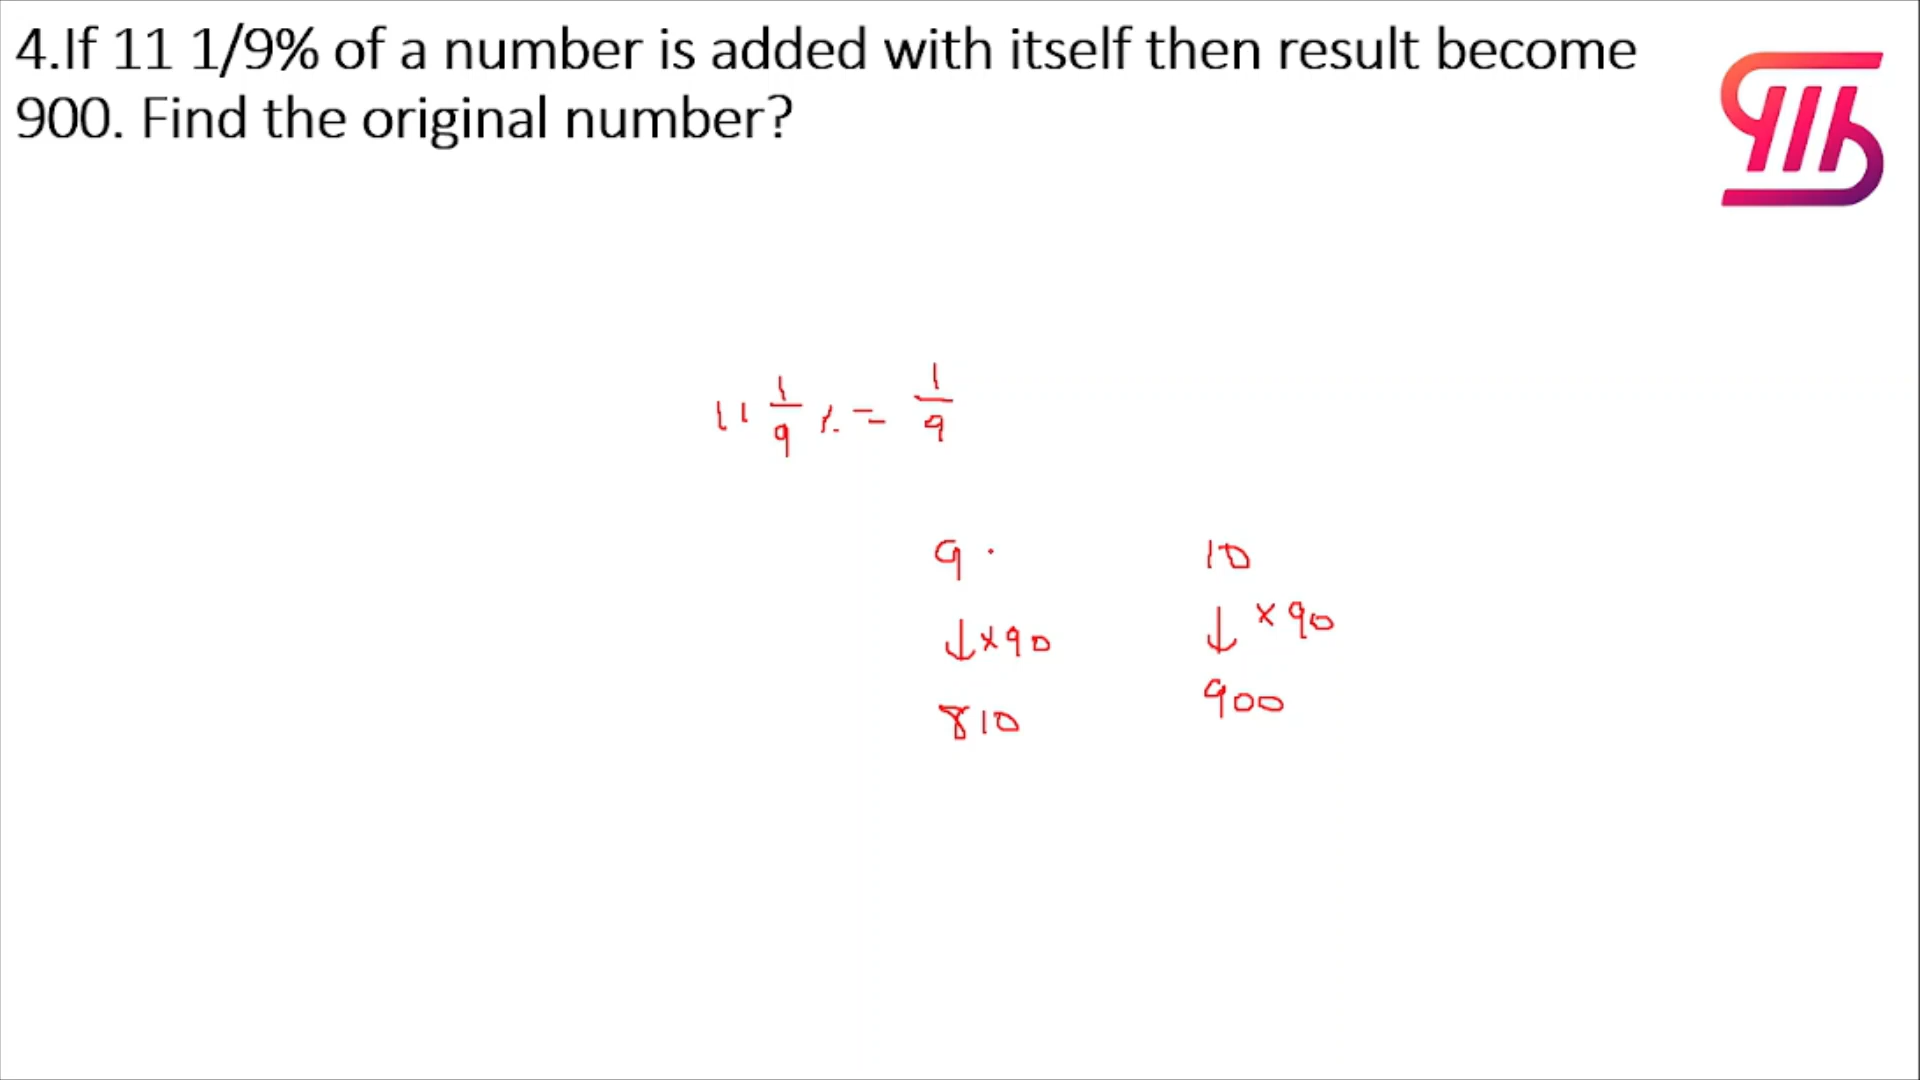 4.If 11 1/9% of a number is added with itself then result become
900. Find the original number?
11 1/9 % = 1/9
9 . 10
↓×90 ↓×90
810 900